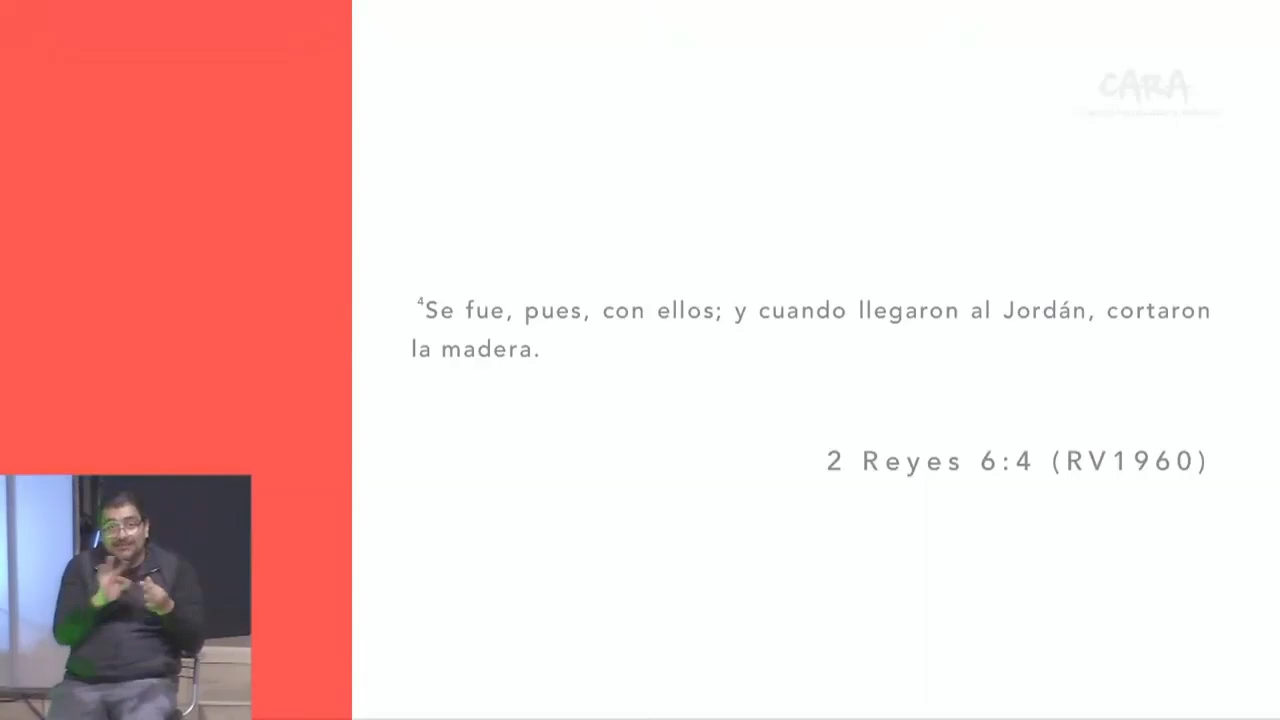 CARA
⁴Se fue, pues, con ellos; y cuando llegaron al Jordán, cortaron
la madera.
2 Reyes 6:4 (RV1960)